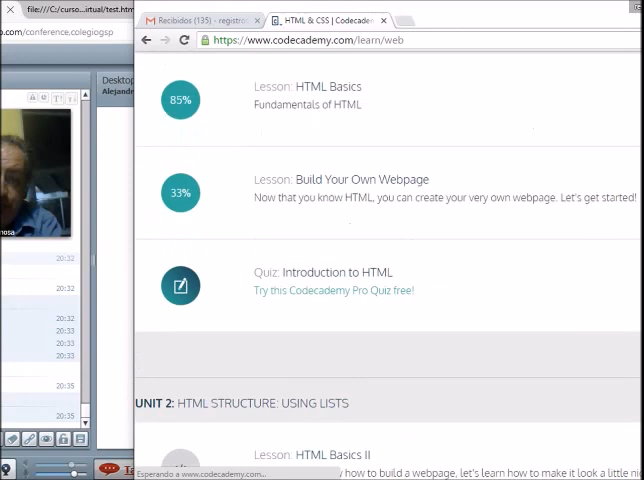 file:///C:/curso...irtual/test.htm
p.com/conference.colegiogsp
Desktop
Alejandr
mosa
20:32
20:32
20:32
20:33
20:33
20:33
20:35
20:35
Recibidos (135) - registro
HTML & CSS | Codecadem
https://www.codecademy.com/learn/web
85%
Lesson: HTML Basics
Fundamentals of HTML
33%
Lesson: Build Your Own Webpage
Now that you know HTML, you can create your very own webpage. Let's get started!
Quiz: Introduction to HTML
Try this Codecademy Pro Quiz free!
UNIT 2: HTML STRUCTURE: USING LISTS
Lesson: HTML Basics II
how to build a webpage, let's learn how to make it look a little nic
Esperando a www.codecademy.com...